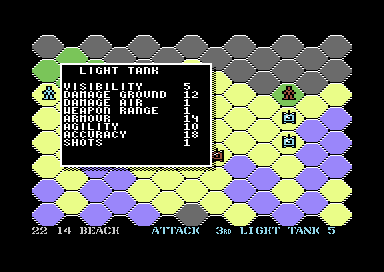 LIGHT TANK
VISIBILITY 5
DAMAGE GROUND 12
DAMAGE AIR 1
WEAPON RANGE 1
ARMOUR 14
AGILITY 10
ACCURACY 18
SHOTS 1
22 14 BEACH ATTACK 3RD LIGHT TANK 5